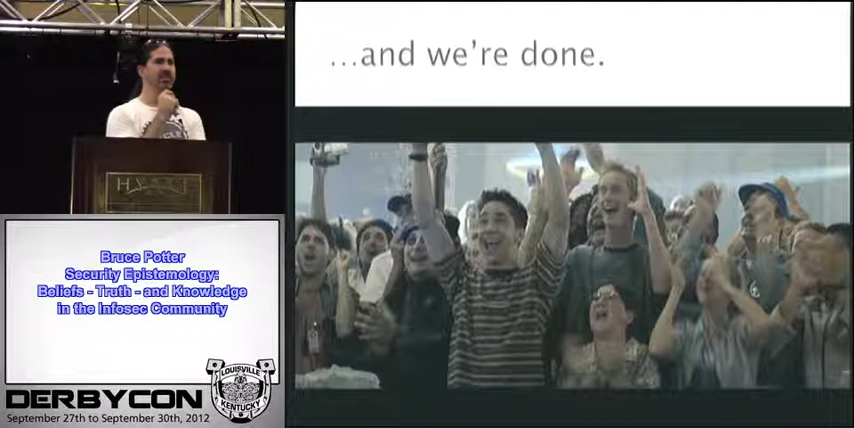 ...and we're done.
HYATT
Bruce Potter
Security Epistemology:
Beliefs - Truth - and Knowledge
in the Infosec Community
LOUISVILLE
KENTUCKY
DERBYCON
September 27th to September 30th, 2012